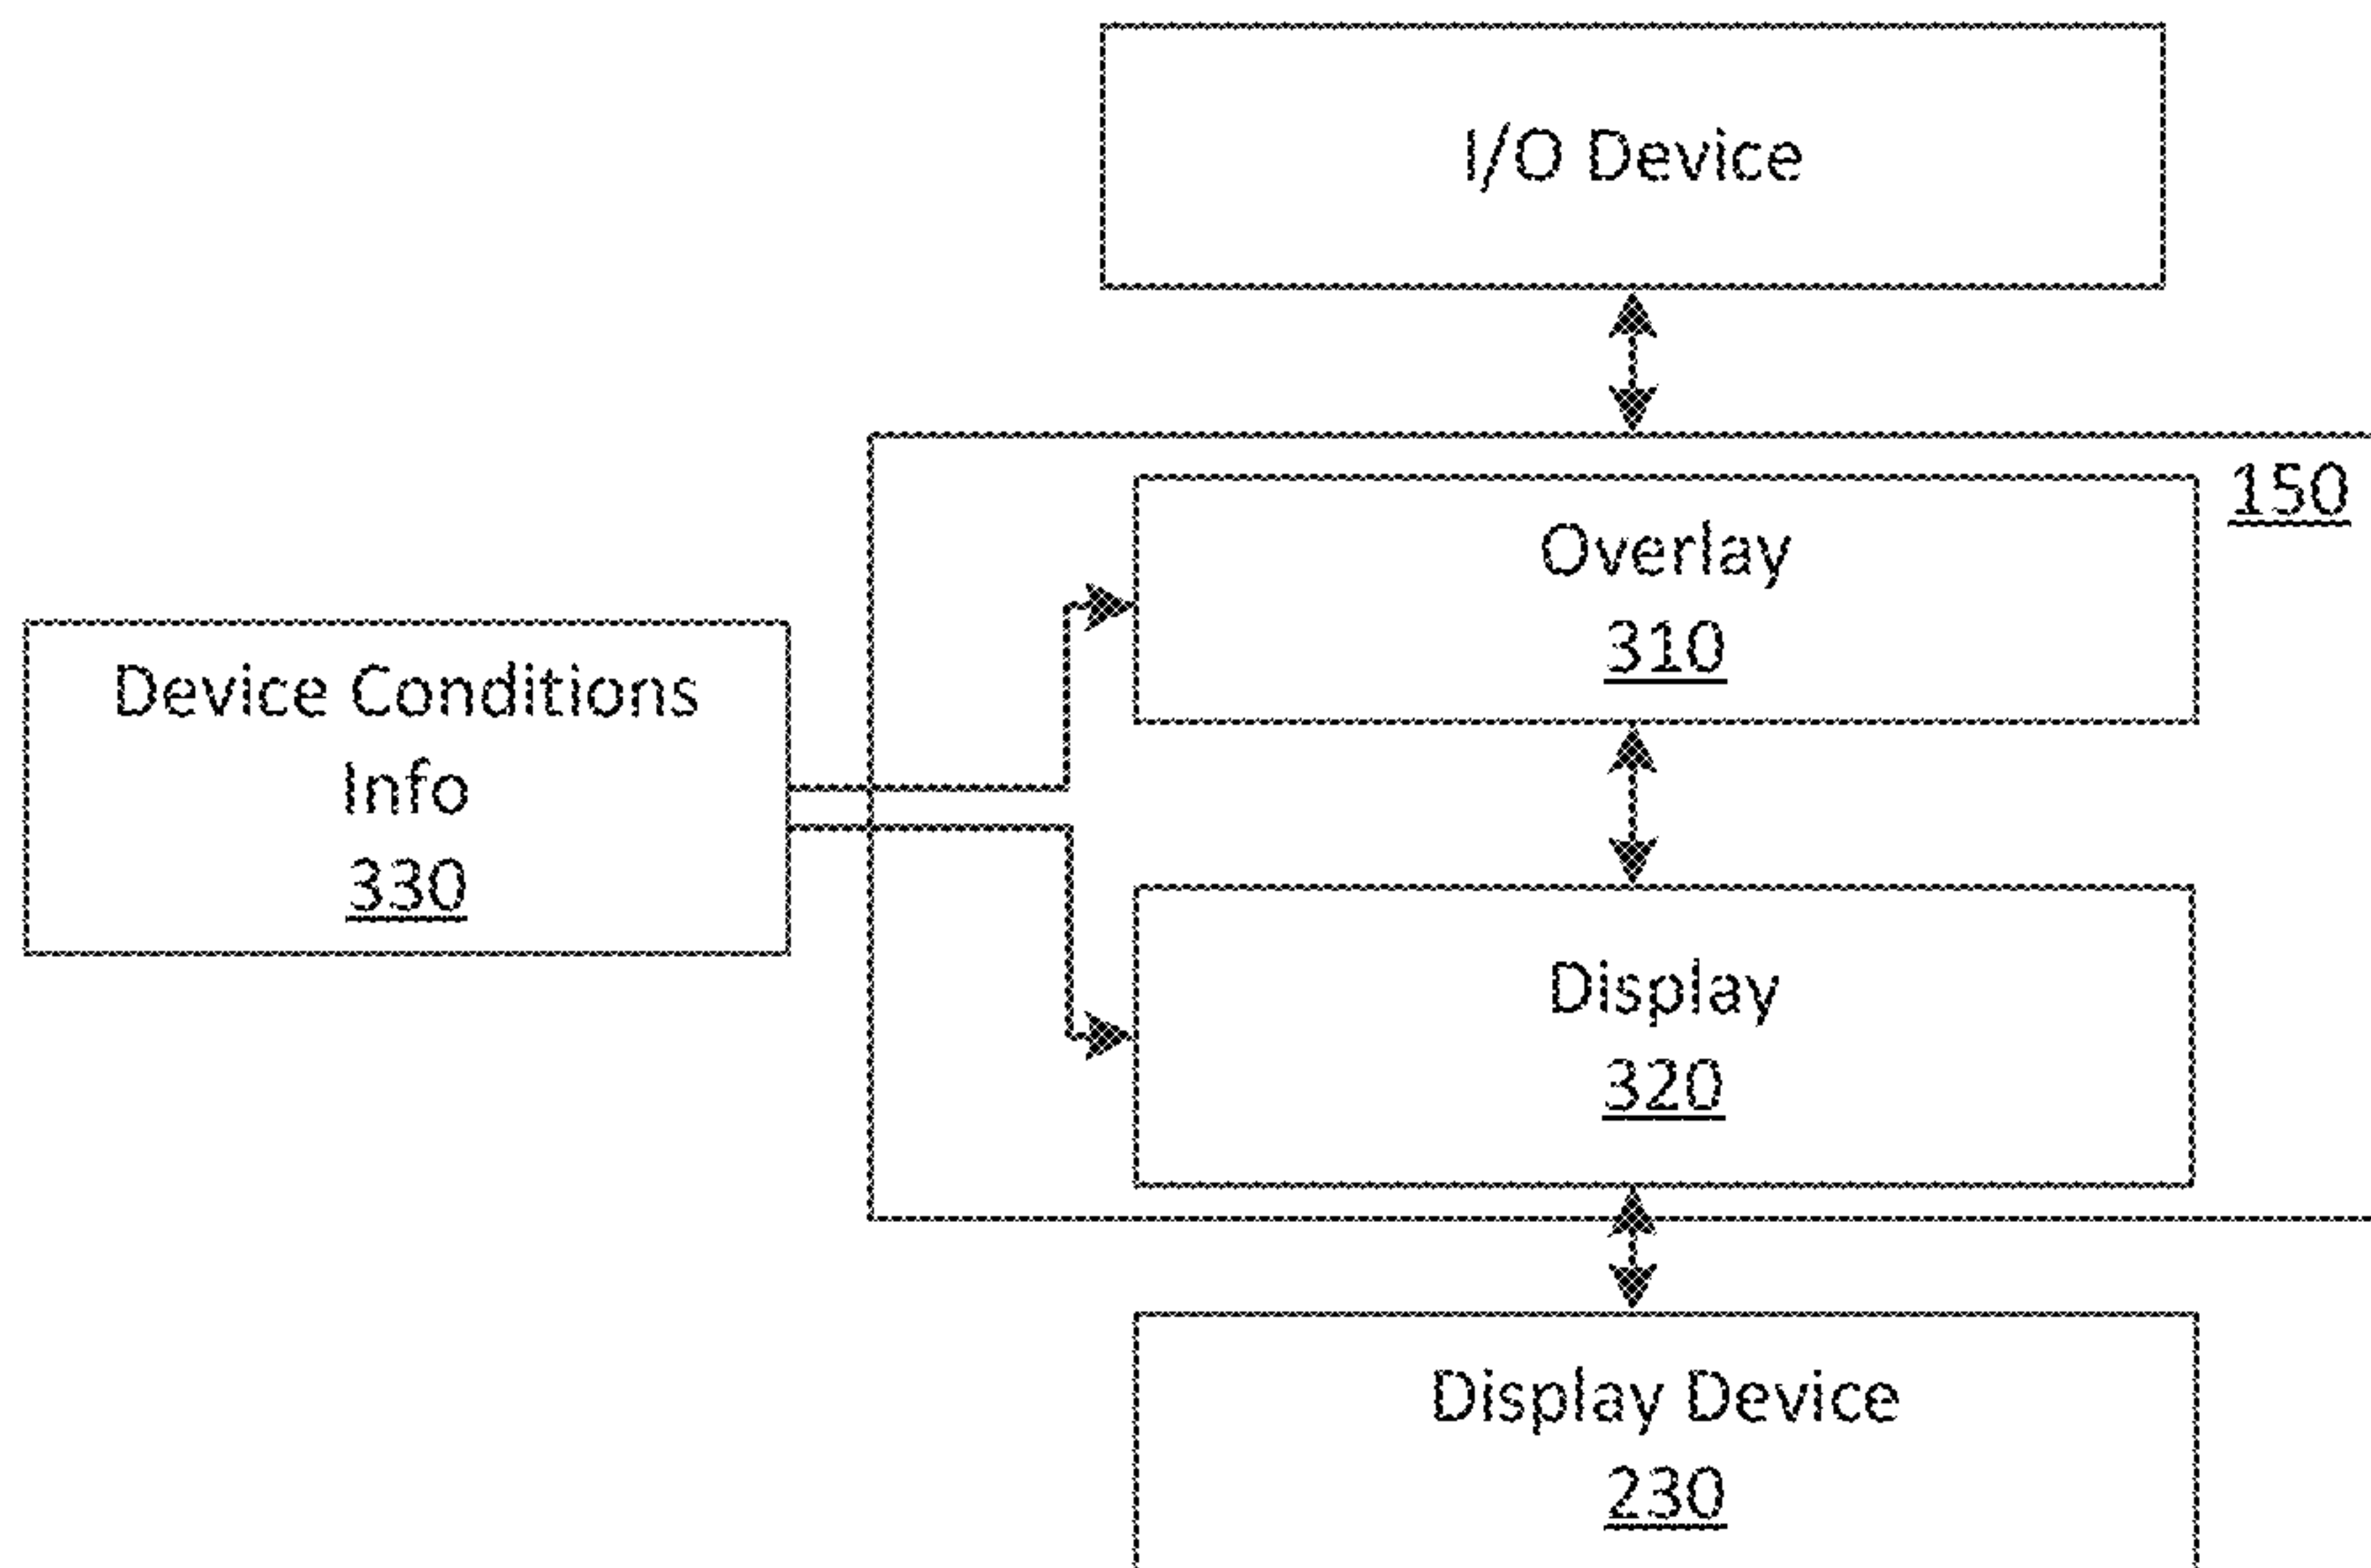 I/O Device
150
Overlay
310
Device Conditions
Info
330
Display
320
Display Device
230